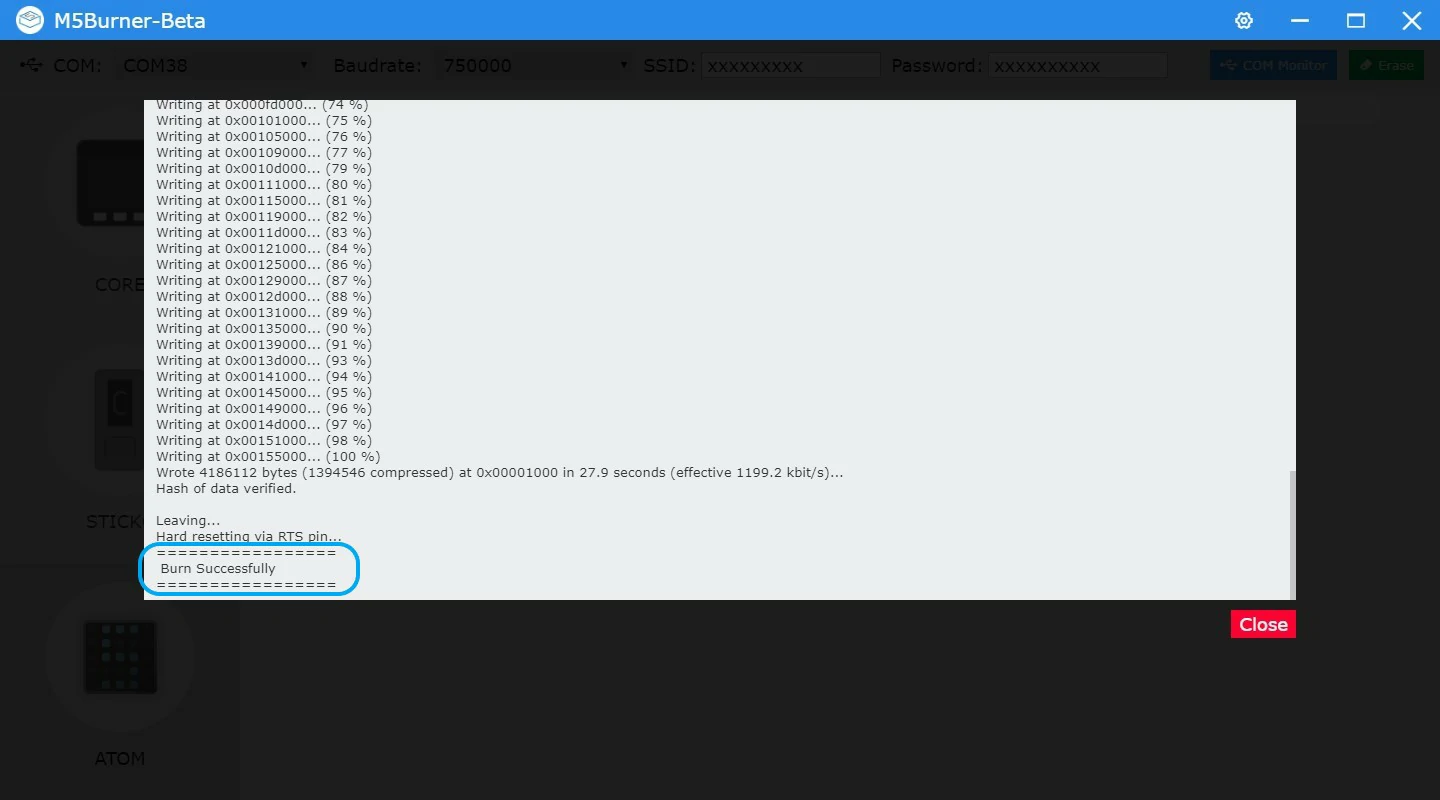 M5Burner-Beta
COM: COM38 Baudrate: 750000 SSID: xxxxxxxxx Password: xxxxxxxxxx COM Monitor Erase
Writing at 0x000fd000... (74 %)
Writing at 0x00101000... (75 %)
Writing at 0x00105000... (76 %)
Writing at 0x00109000... (77 %)
Writing at 0x0010d000... (79 %)
Writing at 0x00111000... (80 %)
Writing at 0x00115000... (81 %)
Writing at 0x00119000... (82 %)
Writing at 0x0011d000... (83 %)
Writing at 0x00121000... (84 %)
Writing at 0x00125000... (86 %)
Writing at 0x00129000... (87 %)
Writing at 0x0012d000... (88 %)
Writing at 0x00131000... (89 %)
Writing at 0x00135000... (90 %)
Writing at 0x00139000... (91 %)
Writing at 0x0013d000... (93 %)
Writing at 0x00141000... (94 %)
Writing at 0x00145000... (95 %)
Writing at 0x00149000... (96 %)
Writing at 0x0014d000... (97 %)
Writing at 0x00151000... (98 %)
Writing at 0x00155000... (100 %)
Wrote 4186112 bytes (1394546 compressed) at 0x00001000 in 27.9 seconds (effective 1199.2 kbit/s)...
Hash of data verified.
Leaving...
Hard resetting via RTS pin...
=================
Burn Successfully
=================
Close
CORE
STICK
ATOM